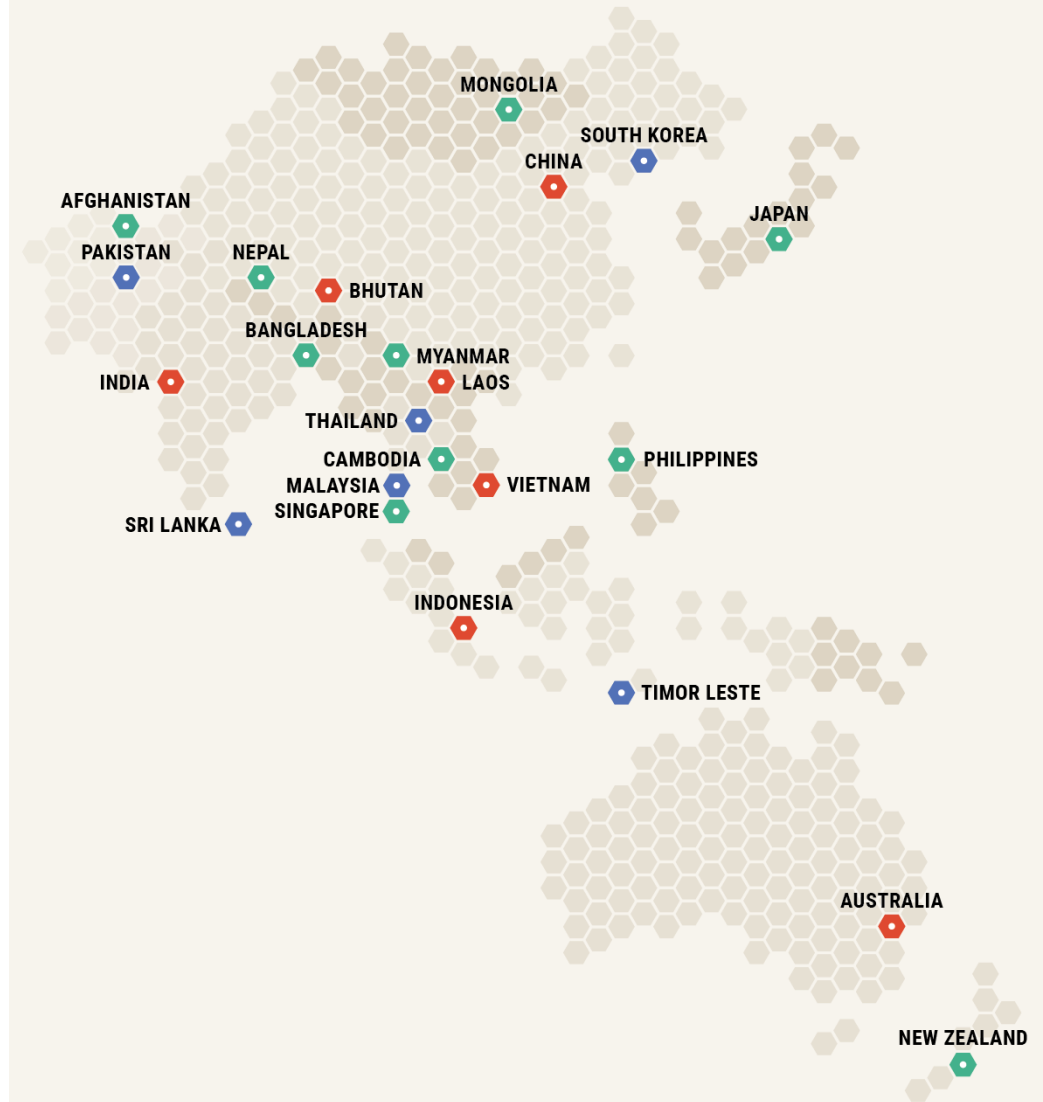 MONGOLIA
SOUTH KOREA
CHINA
AFGHANISTAN
JAPAN
PAKISTAN
NEPAL
BHUTAN
BANGLADESH
MYANMAR
INDIA
LAOS
THAILAND
CAMBODIA
PHILIPPINES
MALAYSIA
VIETNAM
SINGAPORE
SRI LANKA
INDONESIA
TIMOR LESTE
AUSTRALIA
NEW ZEALAND